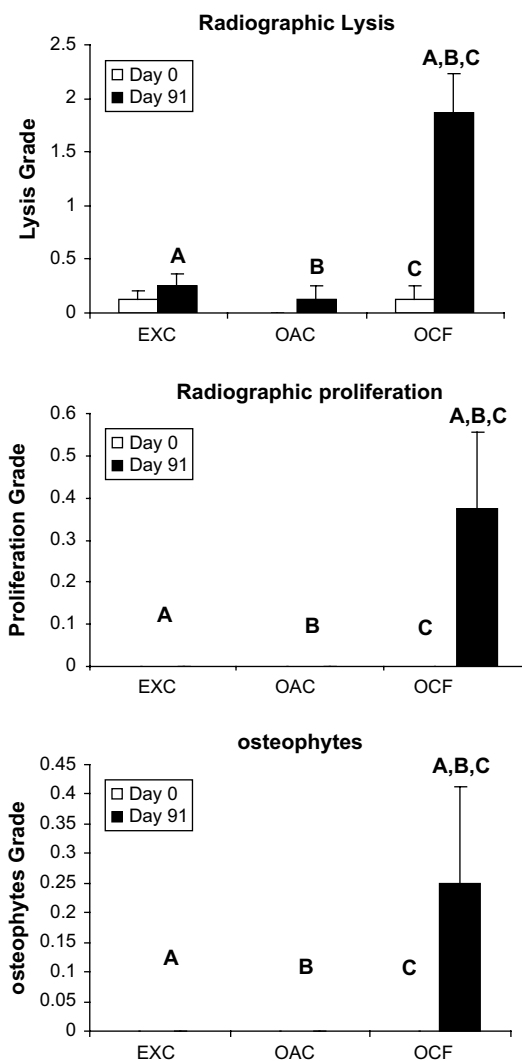 Radiographic Lysis
Lysis Grade
2.5
2
1.5
1
0.5
0
Day 0
Day 91
A
B
C
A,B,C
EXC OAC OCF
Radiographic proliferation
Proliferation Grade
0.6
0.5
0.4
0.3
0.2
0.1
0
Day 0
Day 91
A
B
C
A,B,C
EXC OAC OCF
osteophytes
osteophytes Grade
0.45
0.4
0.35
0.3
0.25
0.2
0.15
0.1
0.05
0
Day 0
Day 91
A
B
C
A,B,C
EXC OAC OCF